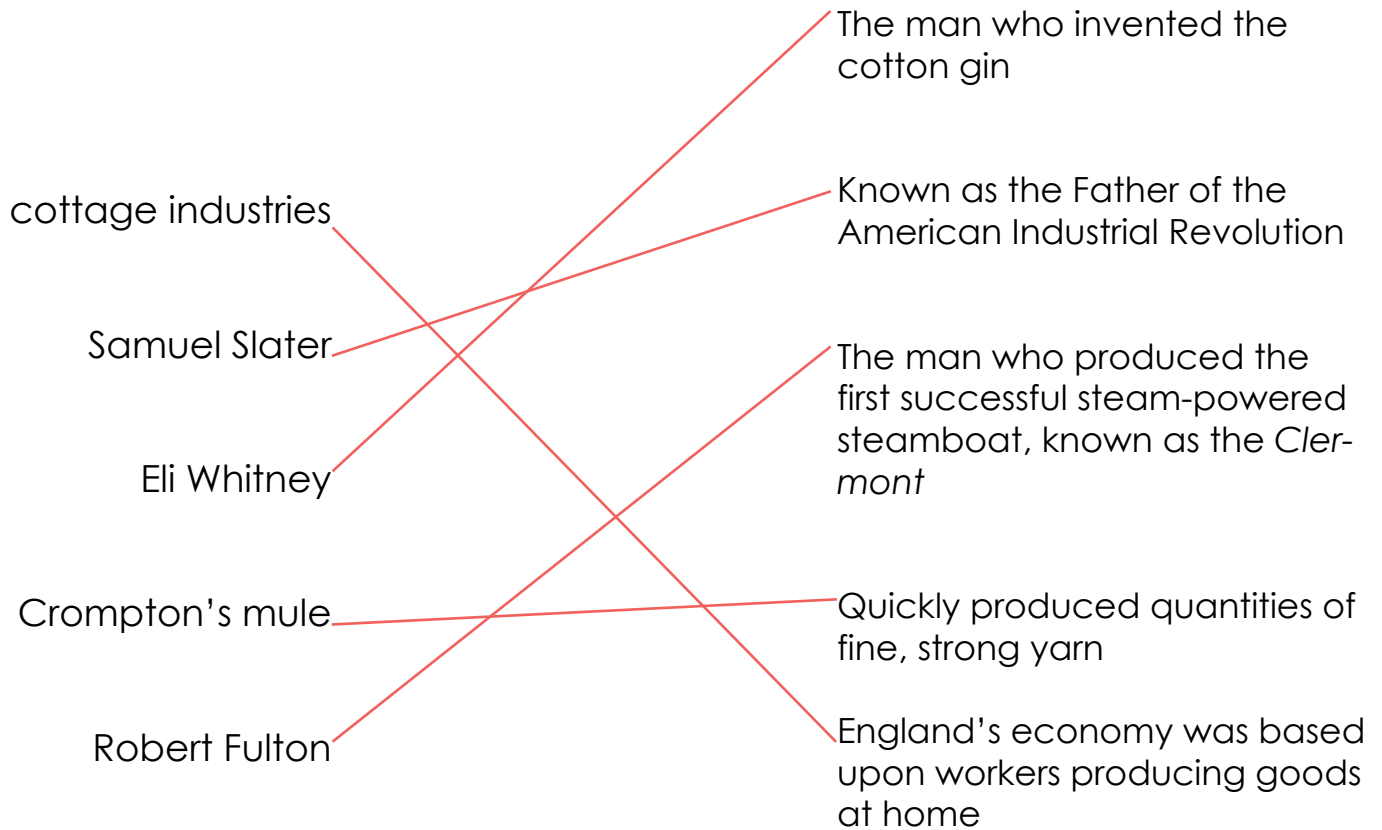 cottage industries
Samuel Slater
Eli Whitney
Crompton’s mule
Robert Fulton
The man who invented the
cotton gin
Known as the Father of the
American Industrial Revolution
The man who produced the
first successful steam-powered
steamboat, known as the Cler-
mont
Quickly produced quantities of
fine, strong yarn
England’s economy was based
upon workers producing goods
at home